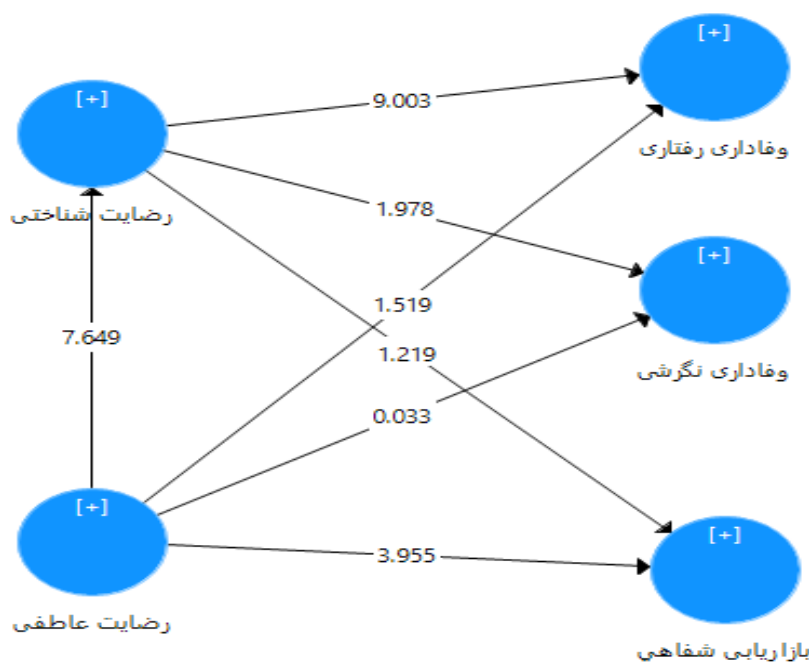 [+]
وفاداری رفتاری
[+]
رضایت شناختی
9.003
1.978
[+]
وفاداری نگرشی
1.519
7.649
1.219
0.033
[+]
رضایت عاطفی
[+]
بازاریابی شفاهی
3.955